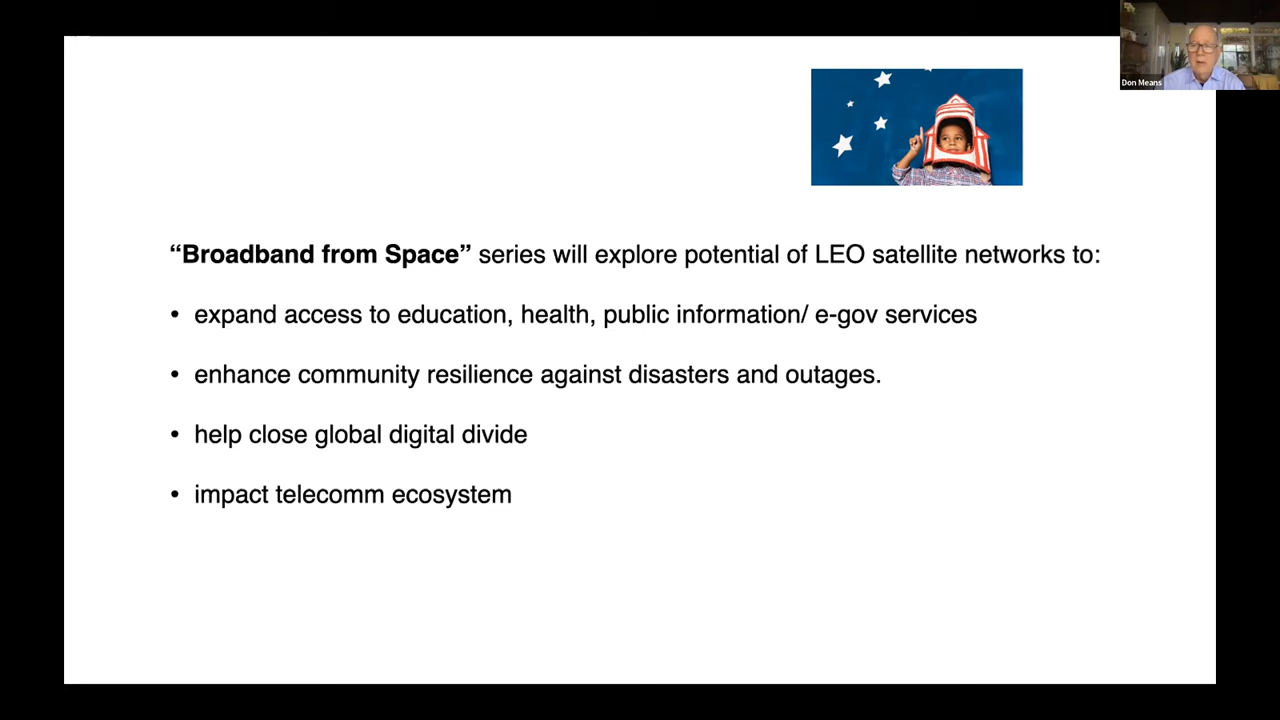 Don Means
“Broadband from Space” series will explore potential of LEO satellite networks to:
• expand access to education, health, public information/ e-gov services
• enhance community resilience against disasters and outages.
• help close global digital divide
• impact telecomm ecosystem